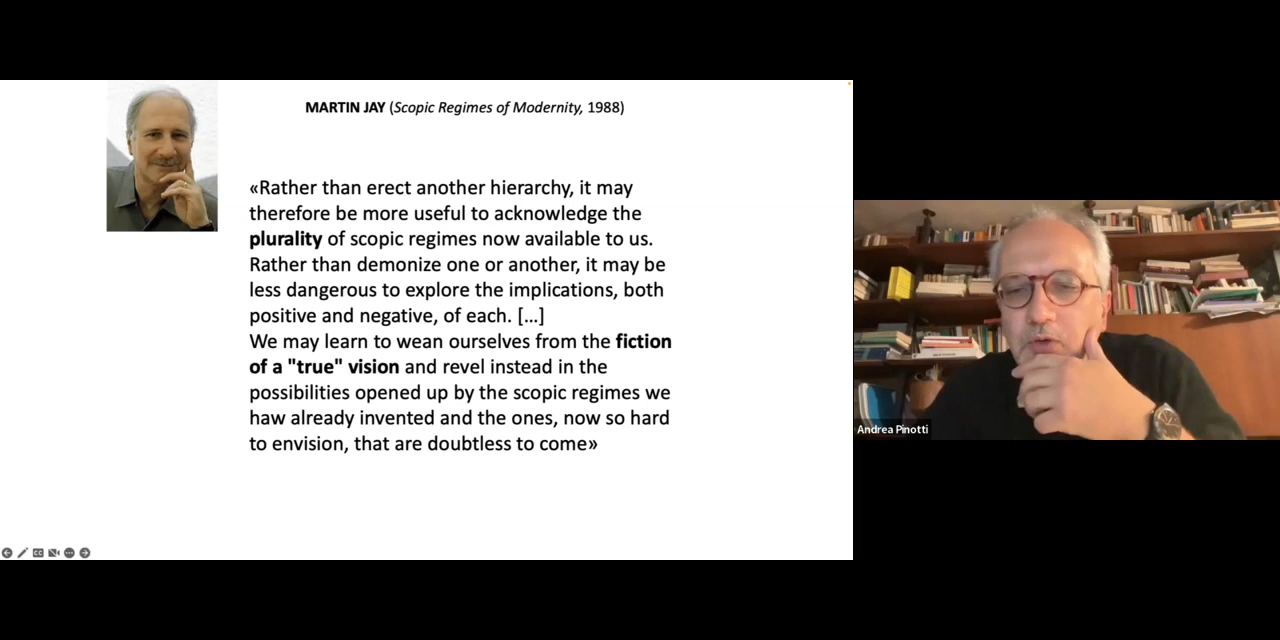 MARTIN JAY (Scopic Regimes of Modernity, 1988)
«Rather than erect another hierarchy, it may
therefore be more useful to acknowledge the
plurality of scopic regimes now available to us.
Rather than demonize one or another, it may be
less dangerous to explore the implications, both
positive and negative, of each. [...]
We may learn to wean ourselves from the fiction
of a "true" vision and revel instead in the
possibilities opened up by the scopic regimes we
haw already invented and the ones, now so hard
to envision, that are doubtless to come»
Andrea Pinotti